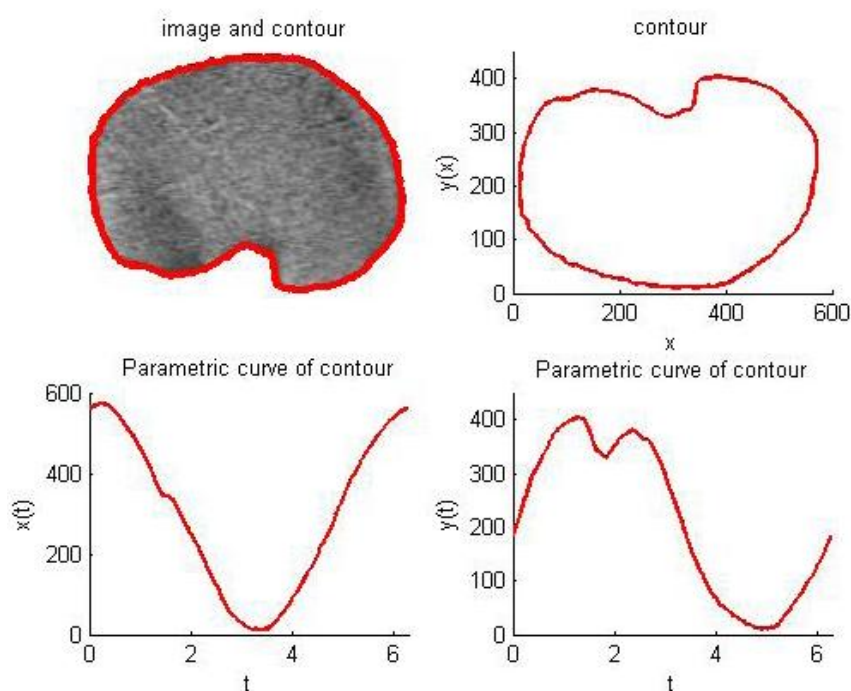 image and contour
contour
400
300
200
100
0
y(x)
0 200 400 600
x
Parametric curve of contour
600
400
200
0
x(t)
0 2 4 6
t
Parametric curve of contour
400
300
200
100
0
y(t)
0 2 4 6
t